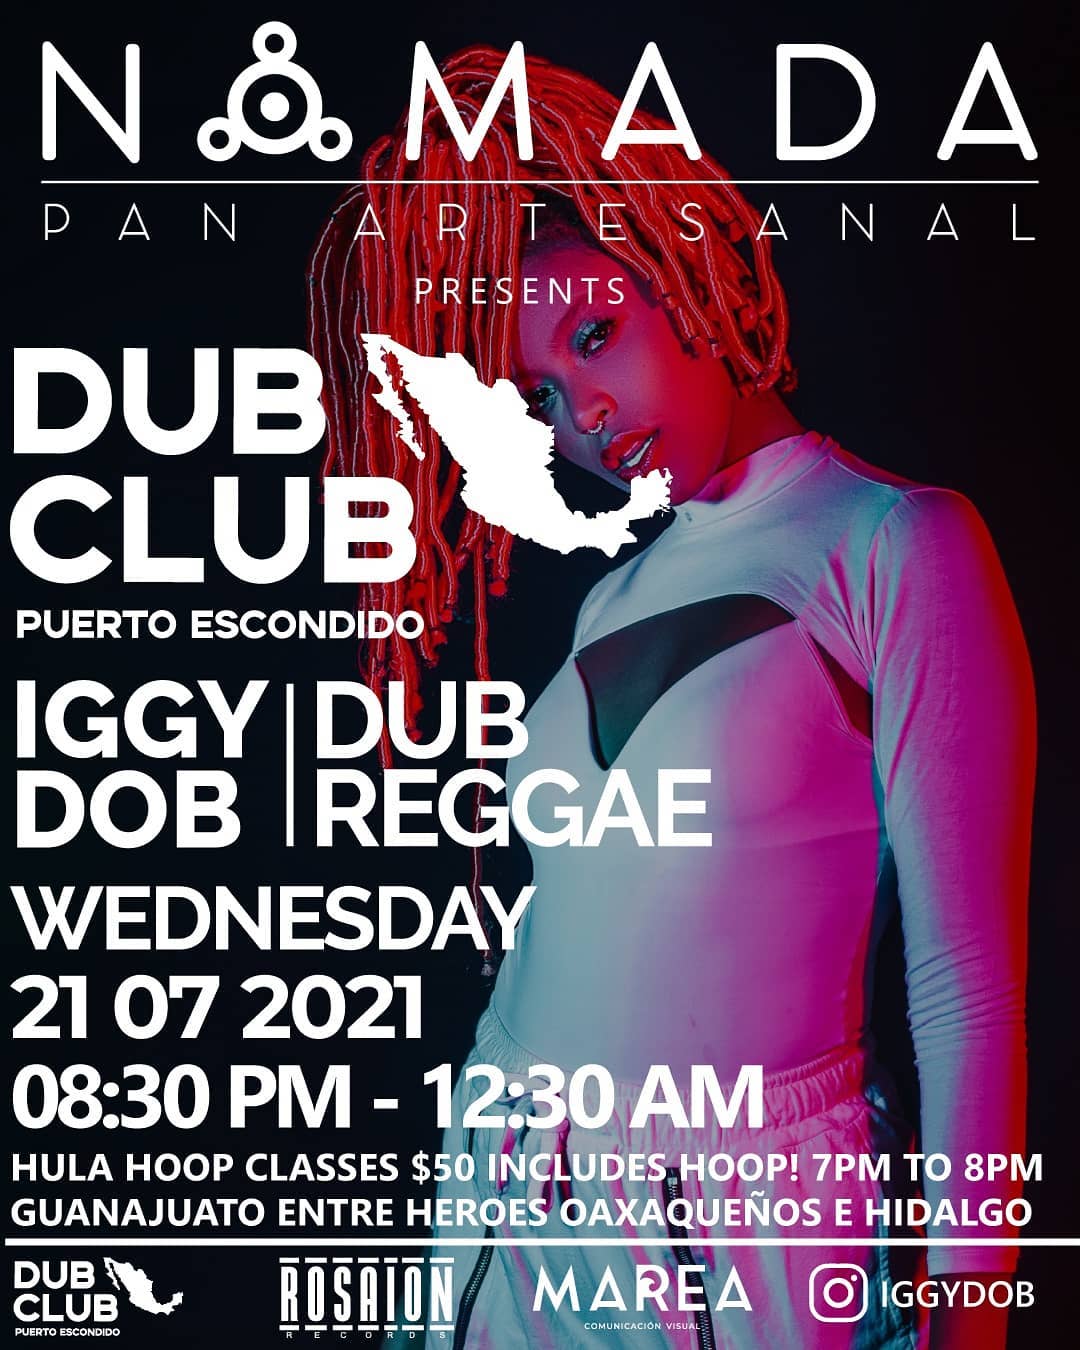 NOMADA
PAN ARTESANAL
PRESENTS
DUB
CLUB
PUERTO ESCONDIDO
IGGY DOB | DUB REGGAE
WEDNESDAY
21 07 2021
08:30 PM - 12:30 AM
HULA HOOP CLASSES $50 INCLUDES HOOP! 7PM TO 8PM
GUANAJUATO ENTRE HEROES OAXAQUEÑOS E HIDALGO
DUB
CLUB
PUERTO ESCONDIDO
ROSAION
RECORDS
MAREA
COMUNICACIÓN VISUAL
IGGYDOB